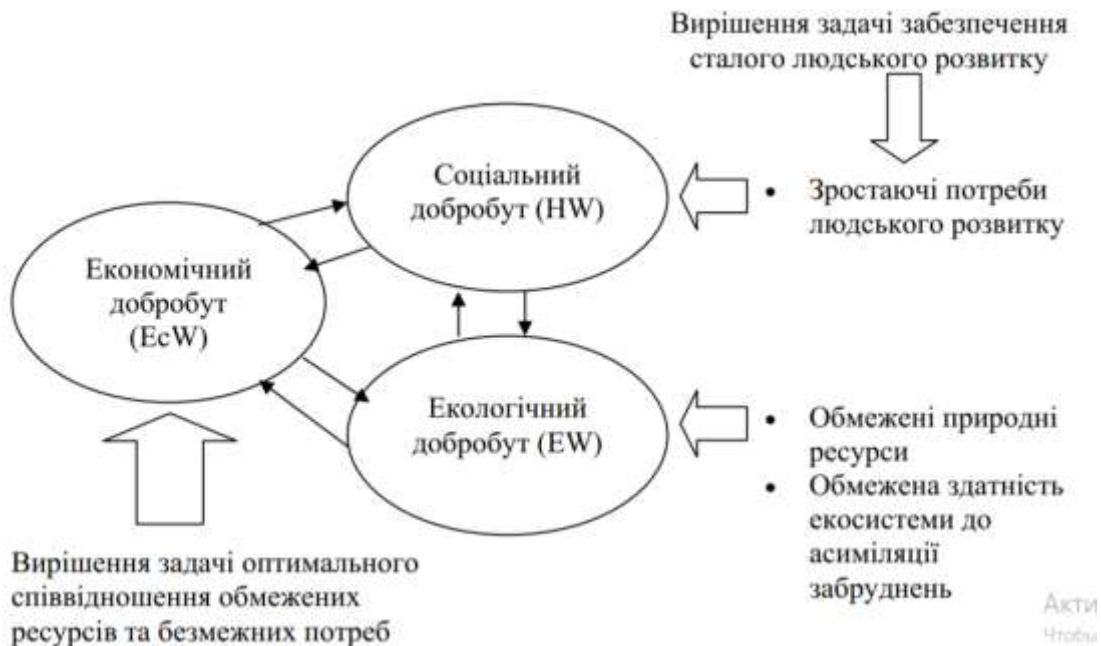 Вирішення задачі забезпечення
сталого людського розвитку
Соціальний
добробут (HW)
• Зростаючі потреби
людського розвитку
Економічний
добробут
(EcW)
Екологічний
добробут (EW)
• Обмежені природні
ресурси
• Обмежена здатність
екосистеми до
асиміляції
забруднень
Вирішення задачі оптимального
співвідношення обмежених
ресурсів та безмежних потреб
Акти
Чтобы